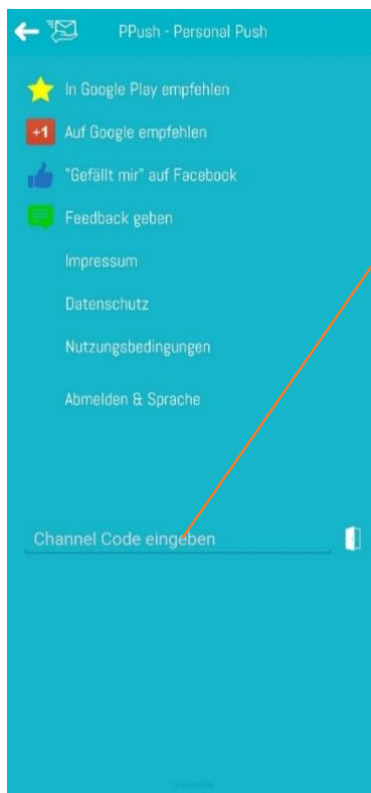 PPush - Personal Push
In Google Play empfehlen
+1 Auf Google empfehlen
"Gefällt mir" auf Facebook
Feedback geben
Impressum
Datenschutz
Nutzungsbedingungen
Abmelden & Sprache
Channel Code eingeben